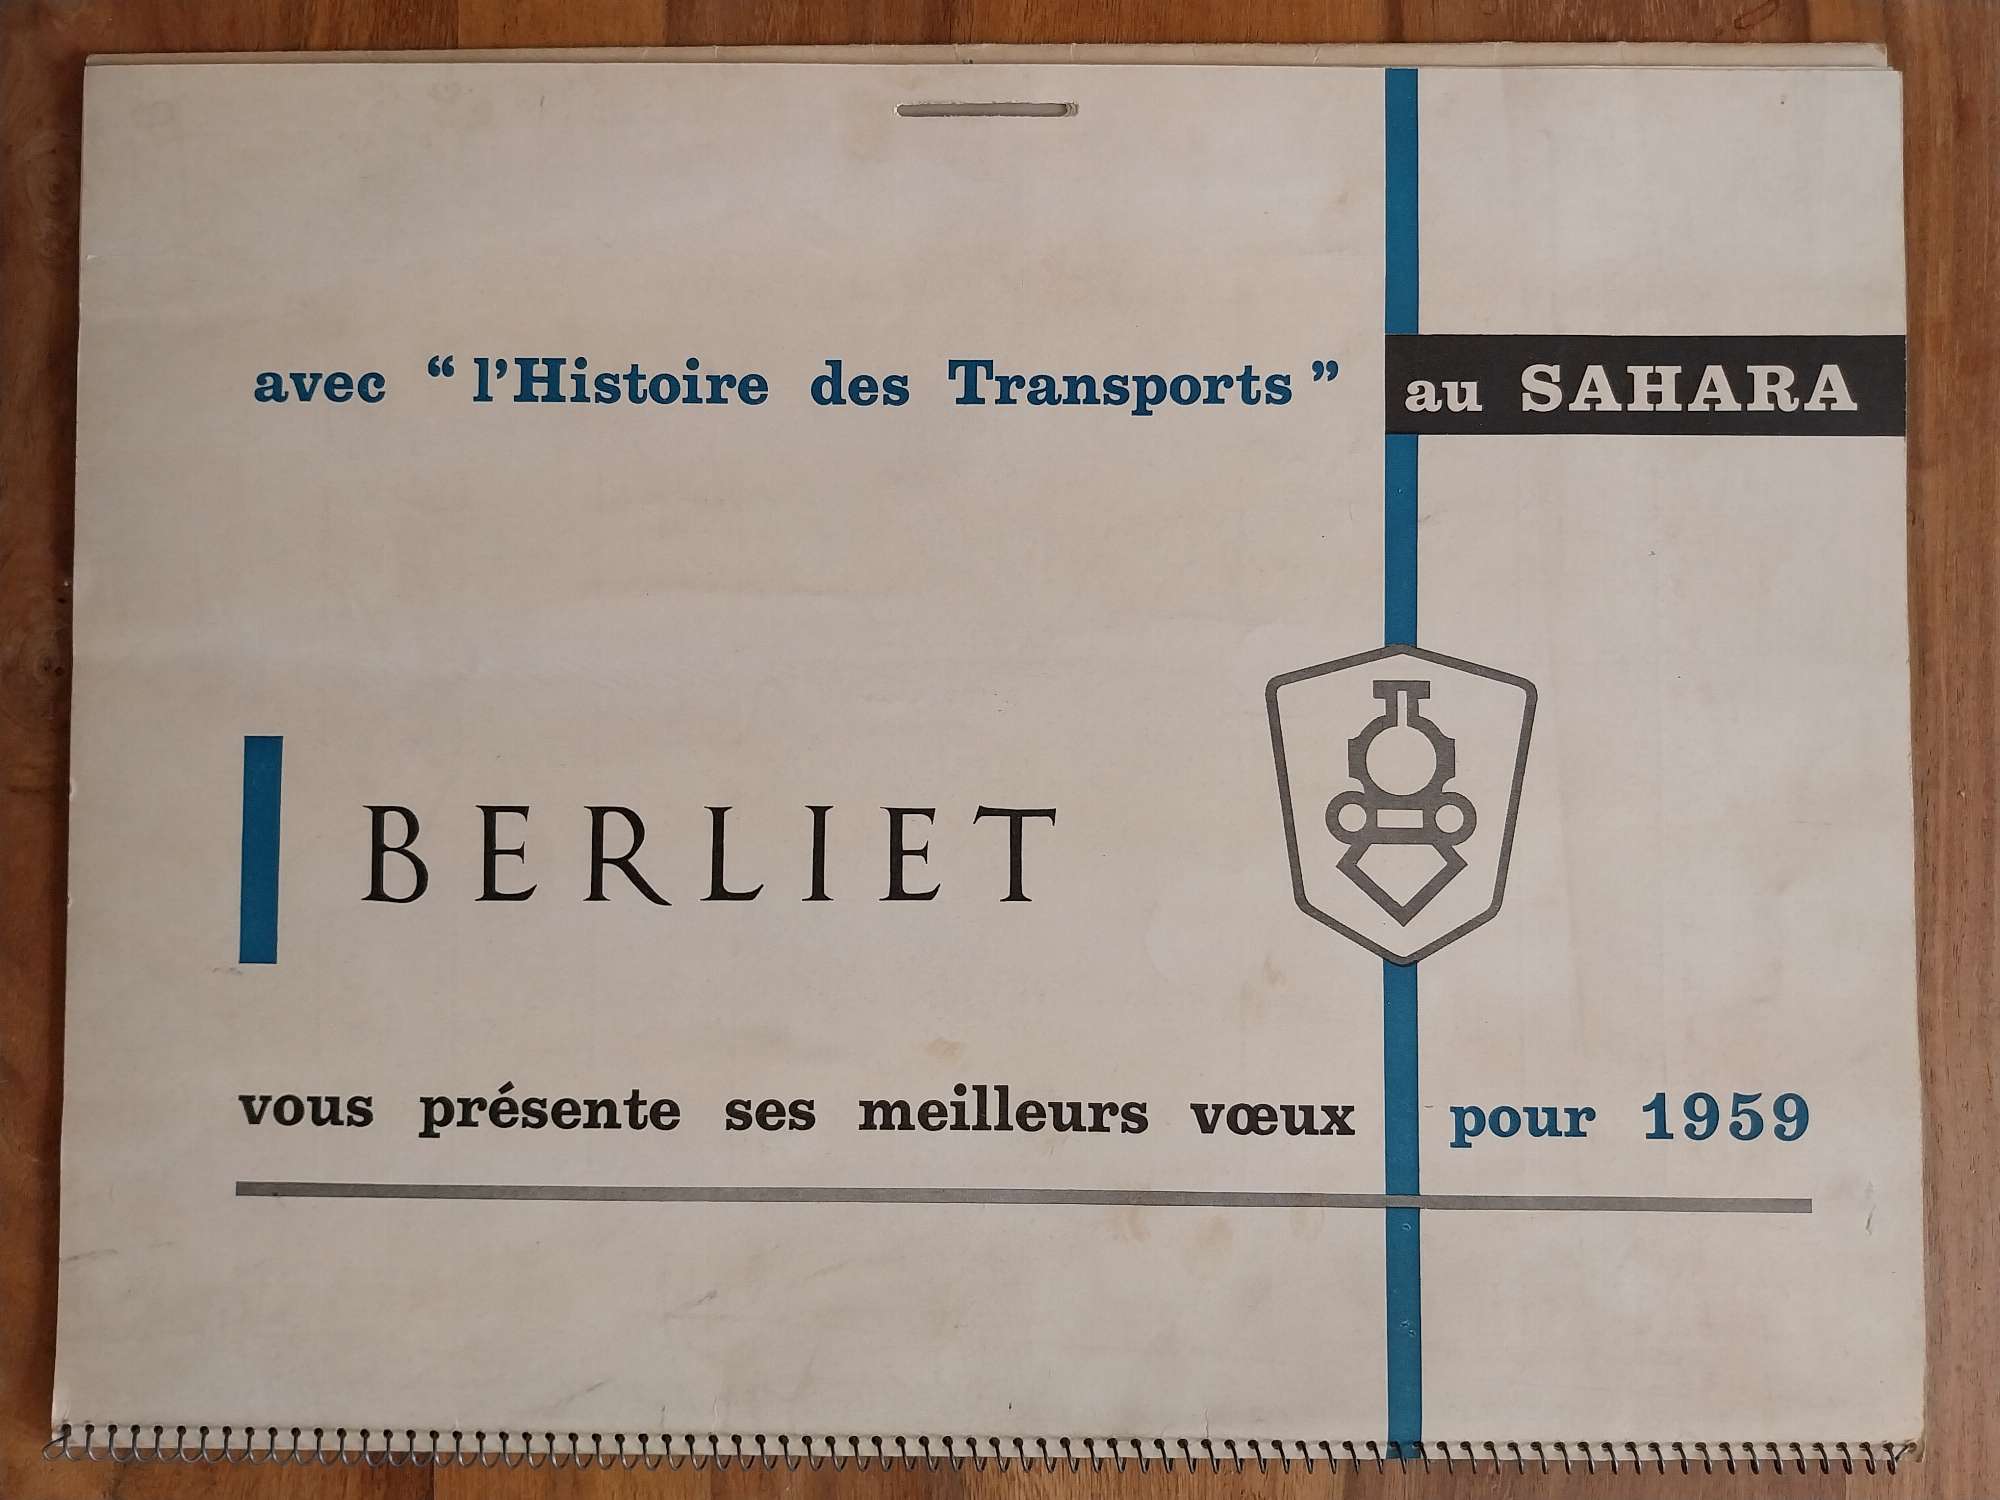 avec “ l’Histoire des Transports ” au SAHARA
BERLIET
vous présente ses meilleurs vœux pour 1959